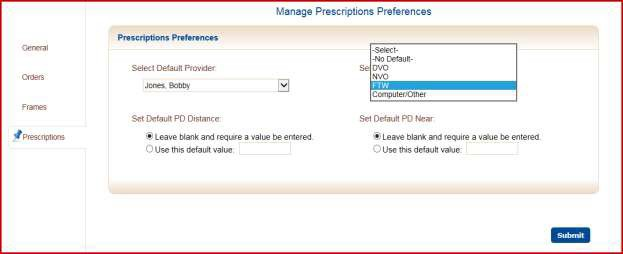 Manage Prescriptions Preferences
General
Orders
Frames
Prescriptions
Prescriptions Preferences
Select Default Provider:
Jones, Bobby
-Select-
-No Default-
DVO
NVO
FTW
Computer/Other
Set Default PD Distance:
Leave blank and require a value be entered.
Use this default value:
Set Default PD Near:
Leave blank and require a value be entered.
Use this default value:
Submit